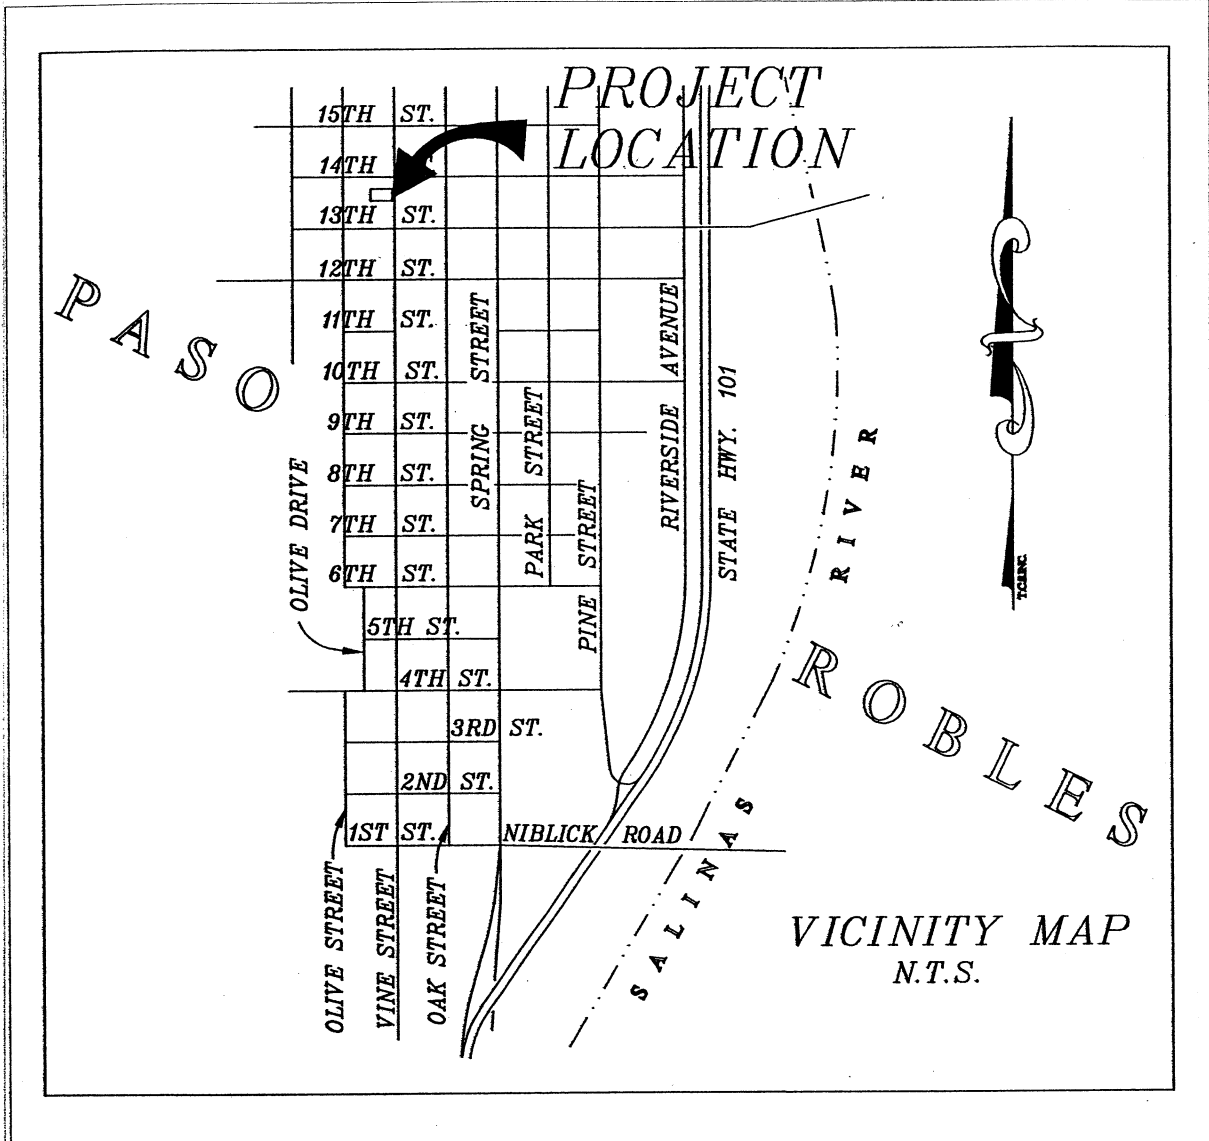 PROJECT
LOCATION
15TH ST.
14TH
13TH ST.
12TH ST.
11TH ST.
10TH ST.
9TH ST.
8TH ST.
7TH ST.
6TH ST.
5TH ST.
4TH ST.
3RD ST.
2ND ST.
1ST ST.
NIBLICK ROAD
OLIVE DRIVE
SPRING STREET
PARK STREET
PINE STREET
RIVERSIDE AVENUE
STATE HWY. 101
SALINAS RIVER
OLIVE STREET
VINE STREET
OAK STREET
PASO ROBLES
VICINITY MAP
N.T.S.